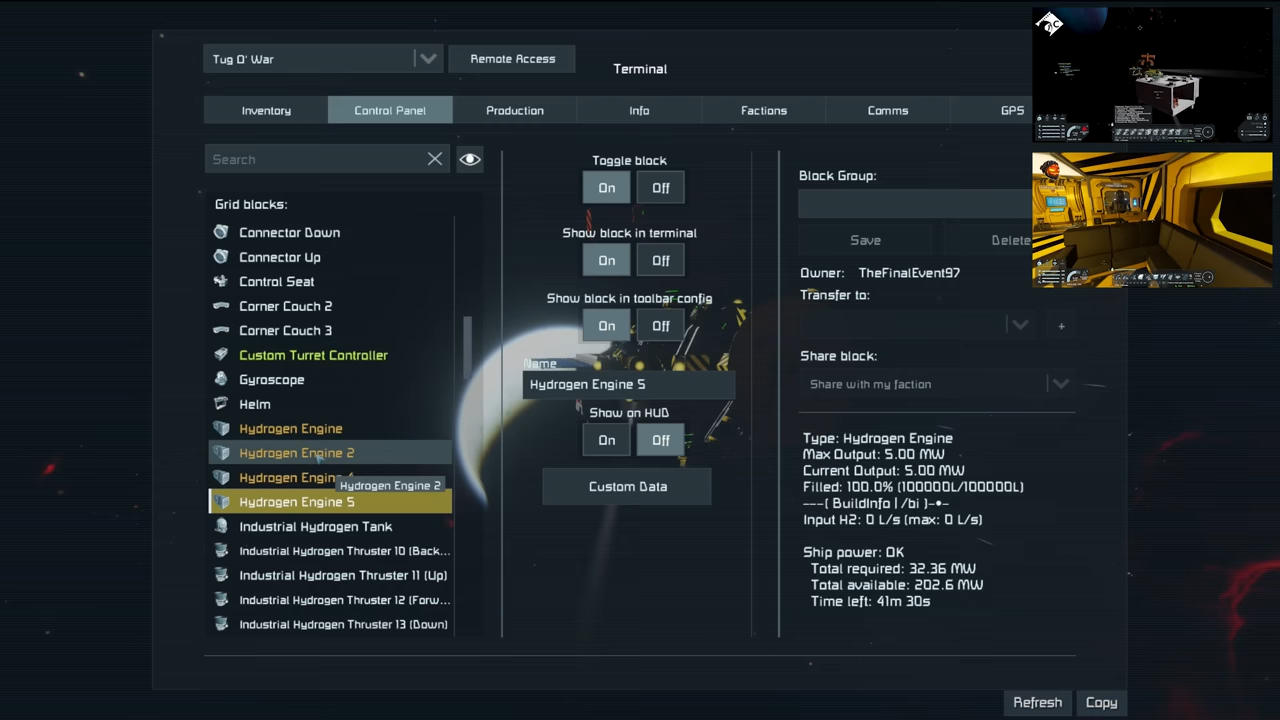 Tug O' War
Remote Access
Terminal
Inventory
Control Panel
Production
Info
Factions
Comms
GPS
Search
Grid blocks:
Connector Down
Connector Up
Control Seat
Corner Couch 2
Corner Couch 3
Custom Turret Controller
Gyroscope
Helm
Hydrogen Engine
Hydrogen Engine 2
Hydrogen Engine 4
Hydrogen Engine 2
Hydrogen Engine 5
Industrial Hydrogen Tank
Industrial Hydrogen Thruster 10 (Back...
Industrial Hydrogen Thruster 11 (Up)
Industrial Hydrogen Thruster 12 (Forw...
Industrial Hydrogen Thruster 13 (Down)
Toggle block
On
Off
Show block in terminal
On
Off
Show block in toolbar config
On
Off
Name
Hydrogen Engine 5
Show on HUD
On
Off
Custom Data
Block Group:
Save
Delete
Owner: TheFinalEvent97
Transfer to:
+
Share block:
Share with my faction
Type: Hydrogen Engine
Max Output: 5.00 MW
Current Output: 5.00 MW
Filled: 100.0% (100000L/100000L)
---( BuildInfo | /bi )-•-
Input H2: 0 L/s (max: 0 L/s)
Ship power: OK
Total required: 32.36 MW
Total available: 202.6 MW
Time left: 41m 30s
Refresh
Copy